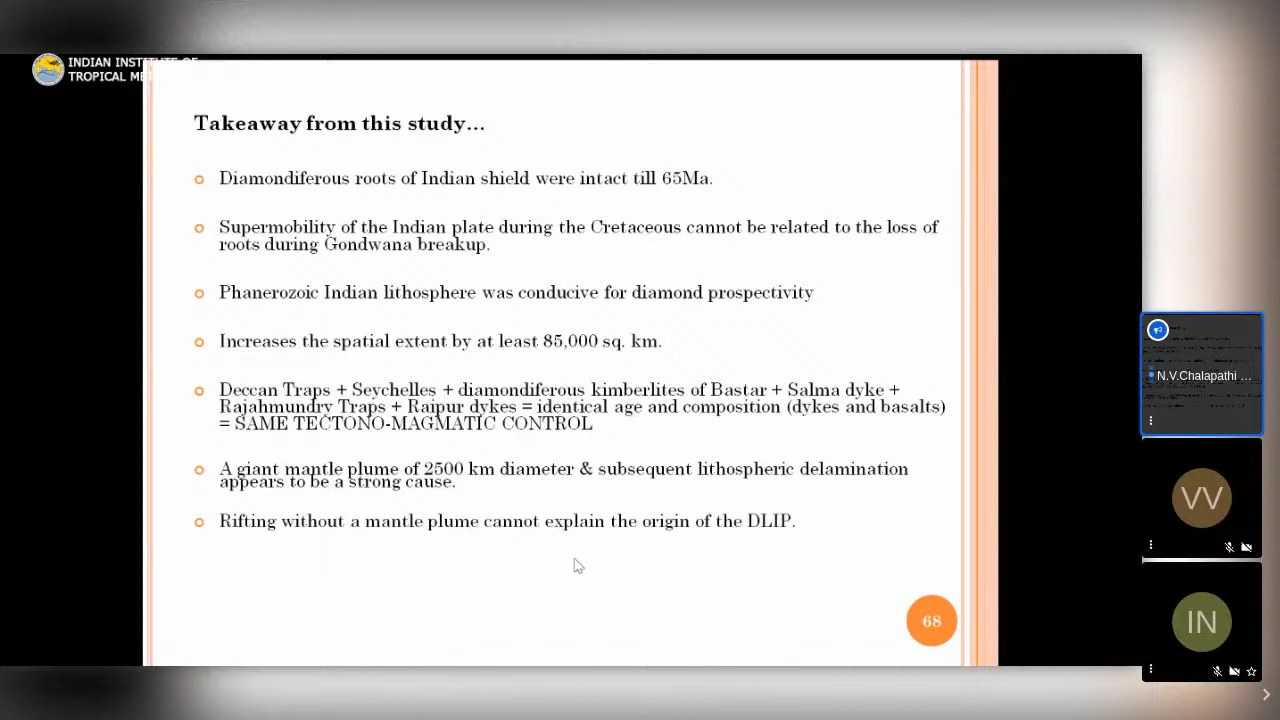 INDIAN INSTITUTE OF
TROPICAL
Takeaway from this study...
Diamondiferous roots of Indian shield were intact till 65Ma.
Supermobility of the Indian plate during the Cretaceous cannot be related to the loss of
roots during Gondwana breakup.
Phanerozoic Indian lithosphere was conducive for diamond prospectivity
Increases the spatial extent by at least 85,000 sq. km.
Deccan Traps + Seychelles + diamondiferous kimberlites of Bastar + Salma dyke +
Rajahmundry Traps + Raipur dykes = identical age and composition (dykes and basalts)
= SAME TECTONO-MAGMATIC CONTROL
A giant mantle plume of 2500 km diameter & subsequent lithospheric delamination
appears to be a strong cause.
Rifting without a mantle plume cannot explain the origin of the DLIP.
68
N.V.Chalapathi ...
VV
IN